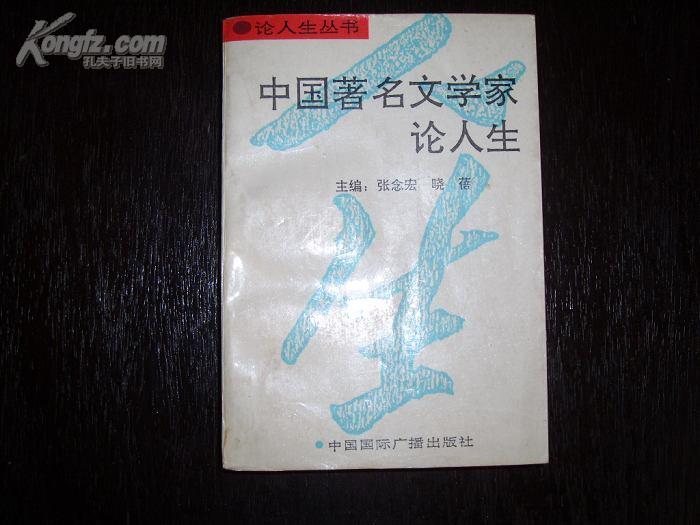 Kongfz.com
孔夫子旧书网
论人生丛书
中国著名文学家
论人生
主编：张念宏 晓 蓓
人生
中国国际广播出版社